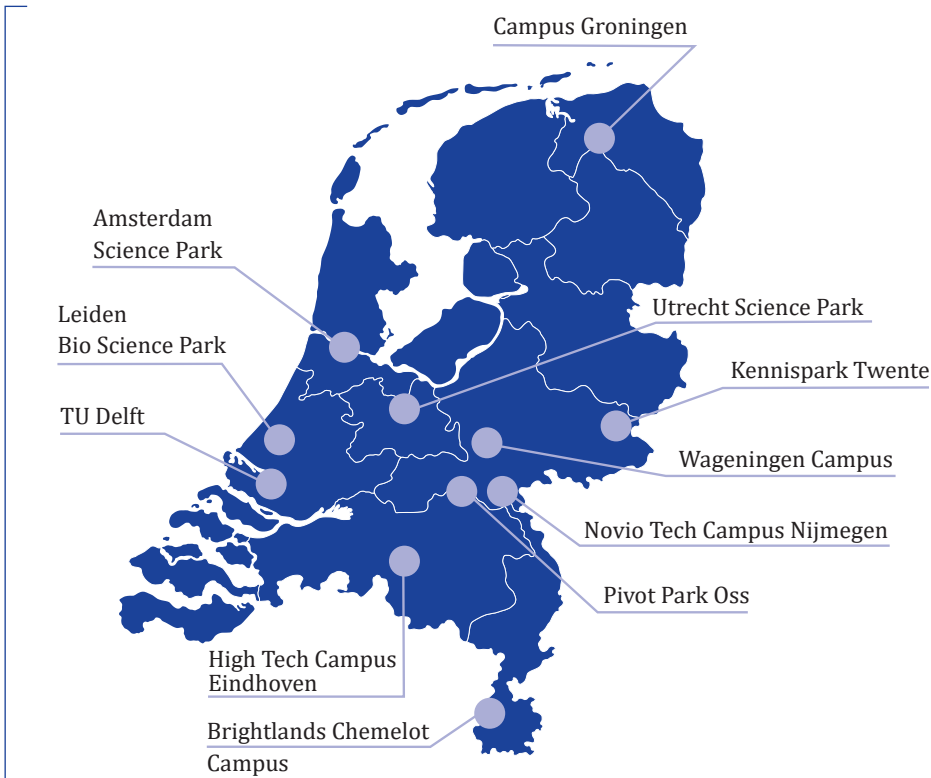 Campus Groningen
Amsterdam
Science Park
Leiden
Bio Science Park
Utrecht Science Park
Kennispark Twente
TU Delft
Wageningen Campus
Novio Tech Campus Nijmegen
Pivot Park Oss
High Tech Campus
Eindhoven
Brightlands Chemelot
Campus